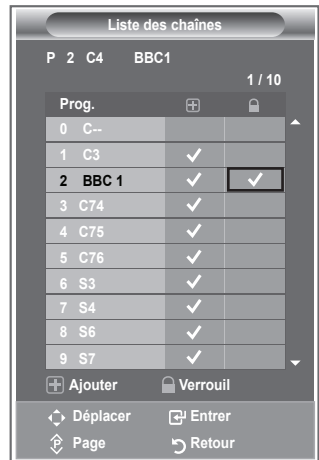 Liste des chaînes
P 2 C4 BBC1
1 / 10
Prog.
0 C--
1 C3
2 BBC 1
3 C74
4 C75
5 C76
6 S3
7 S4
8 S6
9 S7
Ajouter Verrouil
Déplacer Entrer
P Page Retour